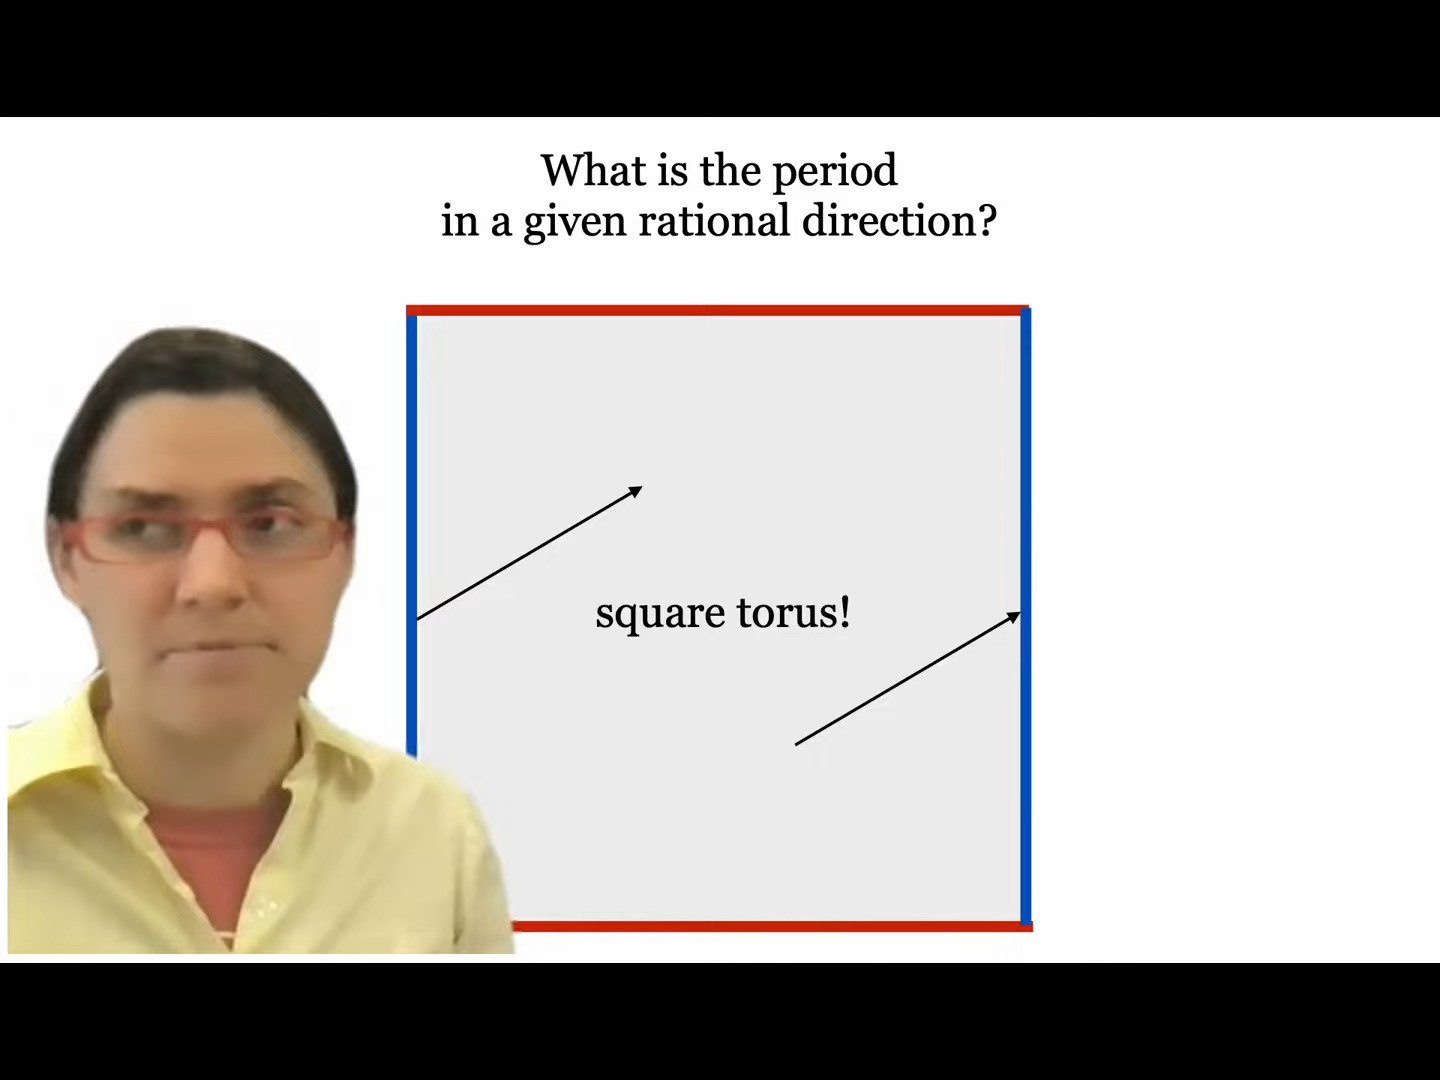 What is the period
in a given rational direction?
square torus!